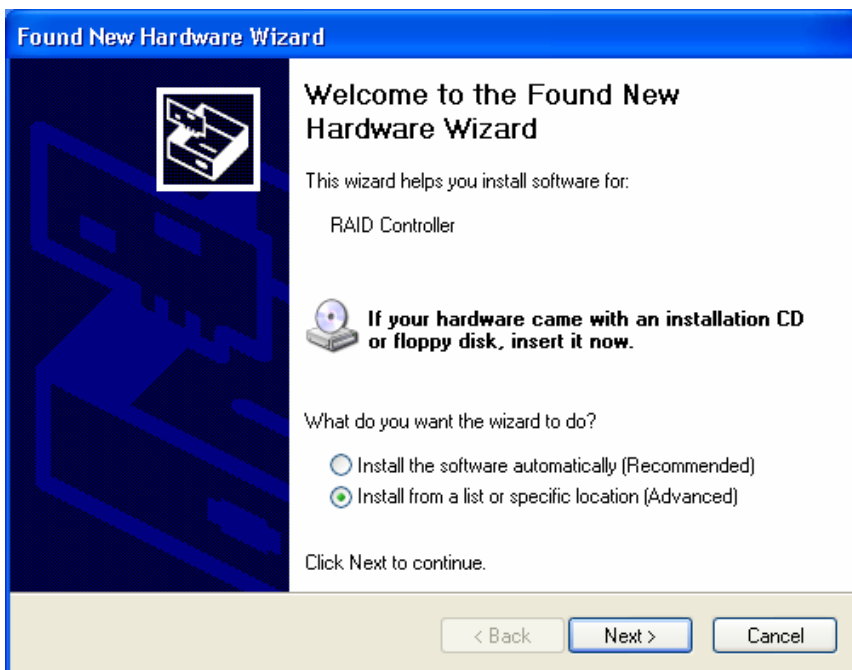 Found New Hardware Wizard
Welcome to the Found New
Hardware Wizard
This wizard helps you install software for:
RAID Controller
If your hardware came with an installation CD
or floppy disk, insert it now.
What do you want the wizard to do?
Install the software automatically (Recommended)
Install from a list or specific location (Advanced)
Click Next to continue.
< Back Next > Cancel